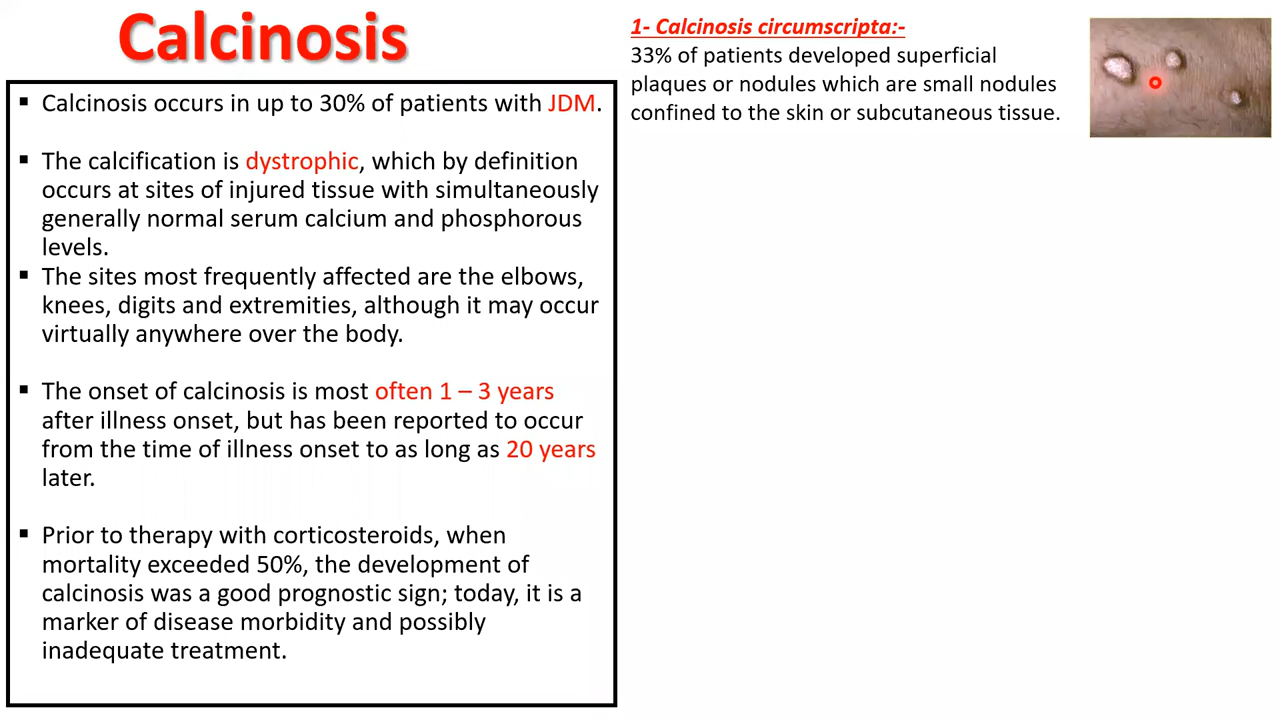 Calcinosis
▪ Calcinosis occurs in up to 30% of patients with JDM.
▪ The calcification is dystrophic, which by definition
occurs at sites of injured tissue with simultaneously
generally normal serum calcium and phosphorous
levels.
▪ The sites most frequently affected are the elbows,
knees, digits and extremities, although it may occur
virtually anywhere over the body.
▪ The onset of calcinosis is most often 1 – 3 years
after illness onset, but has been reported to occur
from the time of illness onset to as long as 20 years
later.
▪ Prior to therapy with corticosteroids, when
mortality exceeded 50%, the development of
calcinosis was a good prognostic sign; today, it is a
marker of disease morbidity and possibly
inadequate treatment.
1- Calcinosis circumscripta:-
33% of patients developed superficial
plaques or nodules which are small nodules
confined to the skin or subcutaneous tissue.